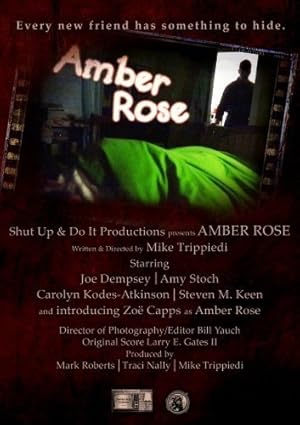 Every new friend has something to hide.
Amber
Rose
Shut Up & Do It Productions presents AMBER ROSE
Written & Directed by Mike Trippiedi
Starring
Joe Dempsey | Amy Stoch
Carolyn Kodes-Atkinson | Steven M. Keen
and introducing Zoë Capps as Amber Rose
Director of Photography/Editor Bill Yauch
Original Score Larry E. Gates II
Produced by
Mark Roberts | Traci Nally | Mike Trippiedi